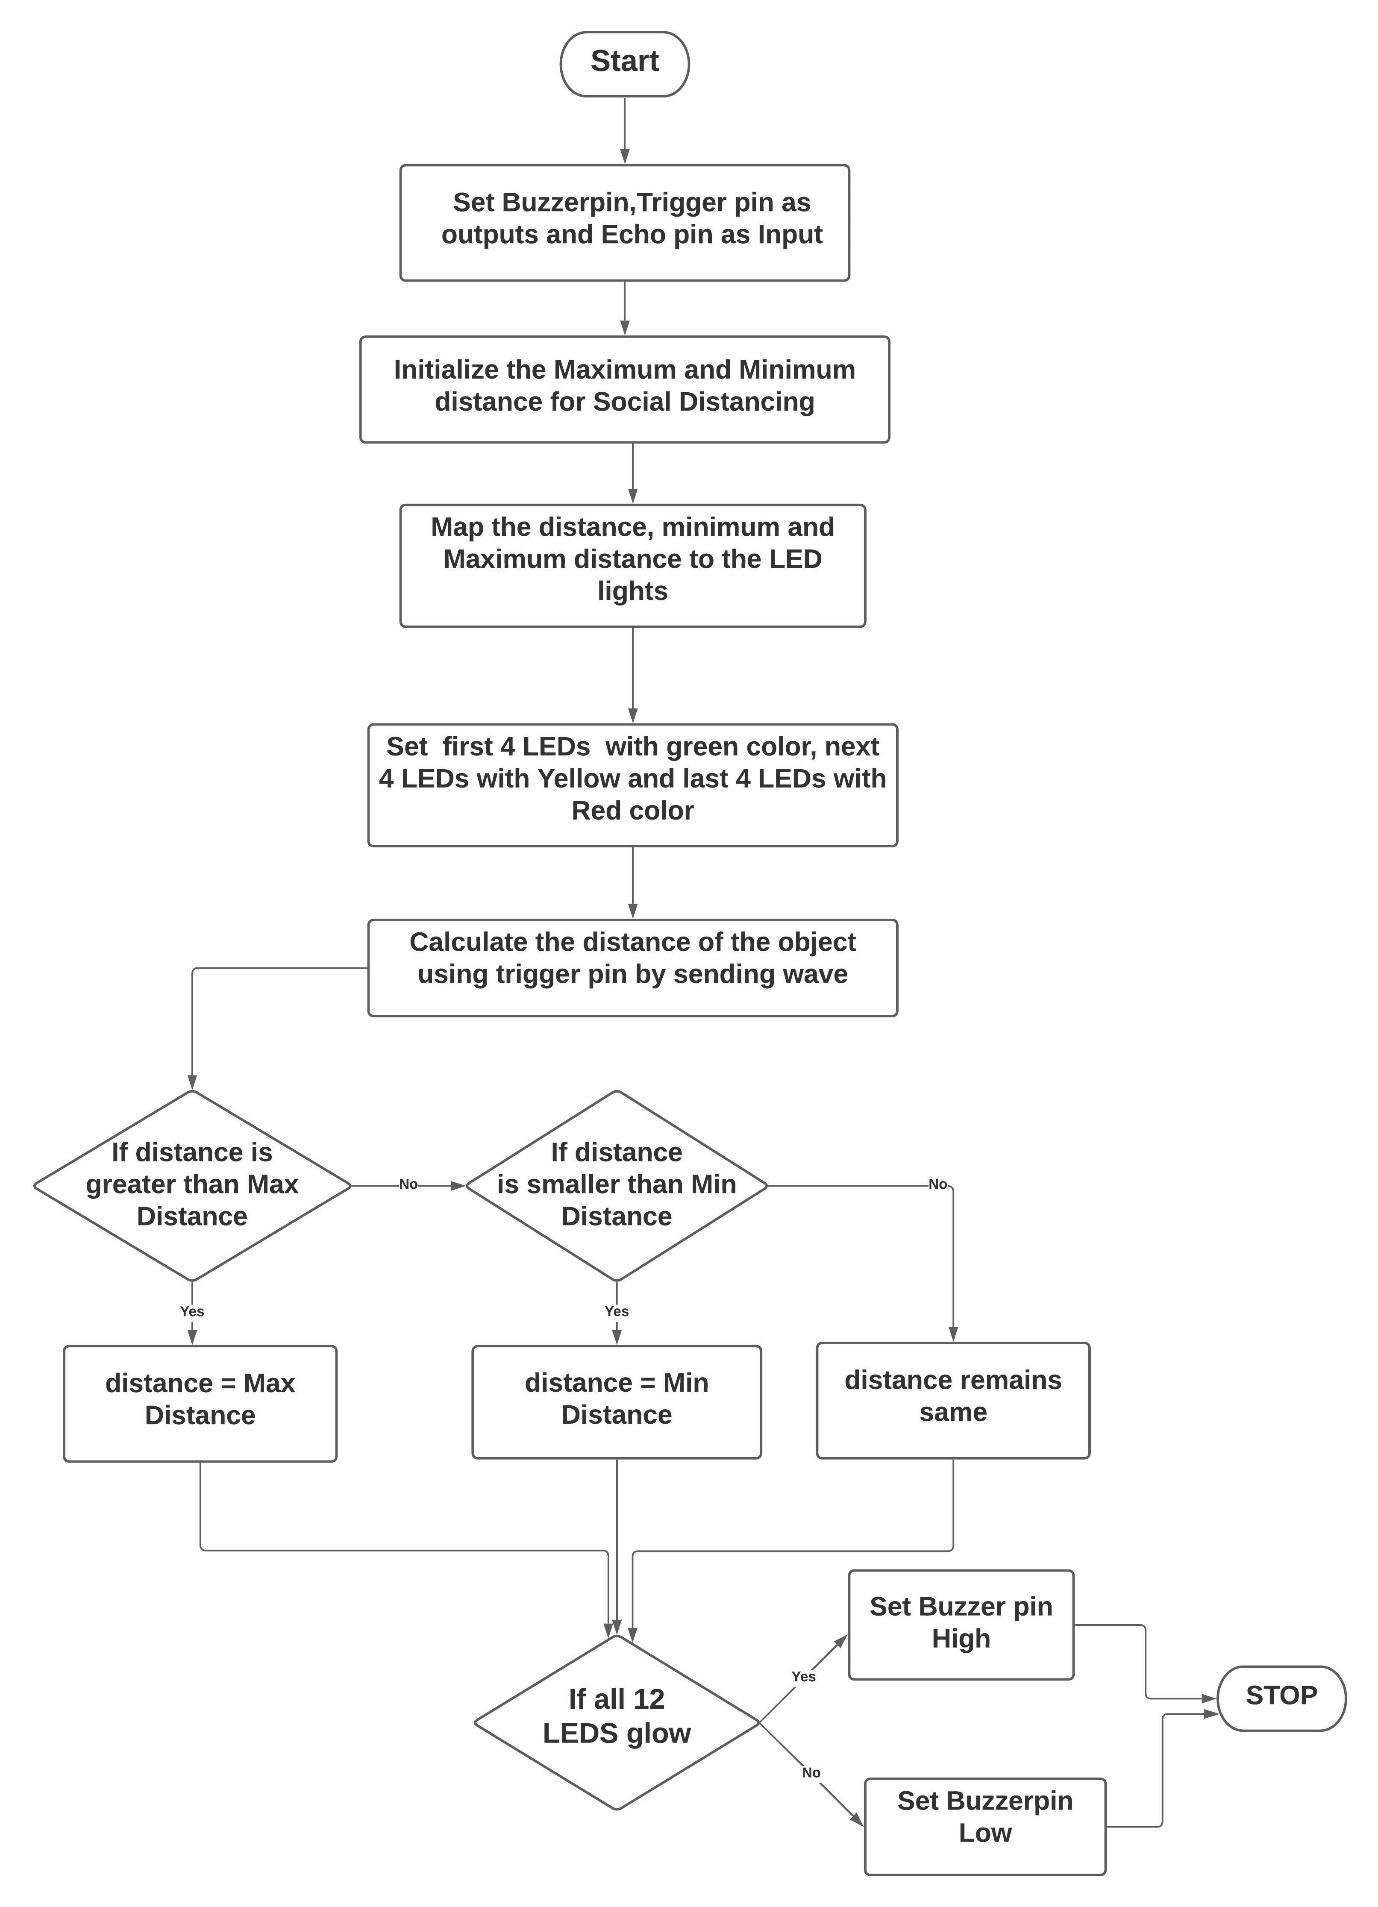 Start
Set Buzzerpin,Trigger pin as
outputs and Echo pin as Input
Initialize the Maximum and Minimum
distance for Social Distancing
Map the distance, minimum and
Maximum distance to the LED
lights
Set first 4 LEDs with green color, next
4 LEDs with Yellow and last 4 LEDs with
Red color
Calculate the distance of the object
using trigger pin by sending wave
If distance is
greater than Max
Distance
No
If distance
is smaller than Min
Distance
No
Yes
Yes
distance = Max
Distance
distance = Min
Distance
distance remains
same
If all 12
LEDS glow
Yes
Set Buzzer pin
High
No
Set Buzzerpin
Low
STOP